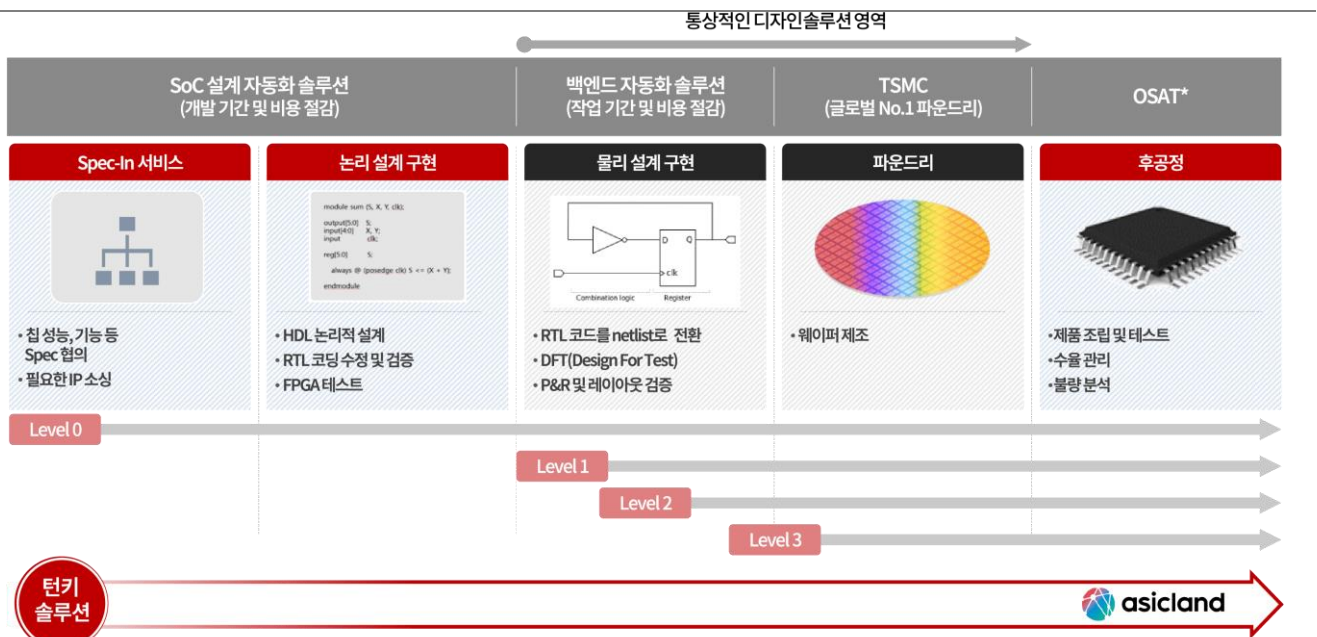 통상적인 디자인솔루션 영역
SoC 설계 자동화 솔루션
(개발 기간 및 비용 절감)
백엔드 자동화 솔루션
(작업 기간 및 비용 절감)
TSMC
(글로벌 No.1 파운드리)
OSAT*
Spec-In 서비스
논리 설계 구현
물리 설계 구현
파운드리
후공정
module sum (S, X, Y, clk);
output[5:0] S;
input[4:0] X, Y;
input clk;
reg[5:0] S;
always @ (posedge clk) S <= (X + Y);
endmodule
D Q
clk
Combination logic
Register
• 칩 성능, 기능 등
Spec 협의
• 필요한 IP 소싱
• HDL 논리적 설계
• RTL 코딩 수정 및 검증
• FPGA 테스트
• RTL 코드를 netlist로 전환
• DFT(Design For Test)
• P&R 및 레이아웃 검증
• 웨이퍼 제조
•제품 조립 및 테스트
•수율 관리
•불량 분석
Level 0
Level 1
Level 2
Level 3
턴키
솔루션
asicland